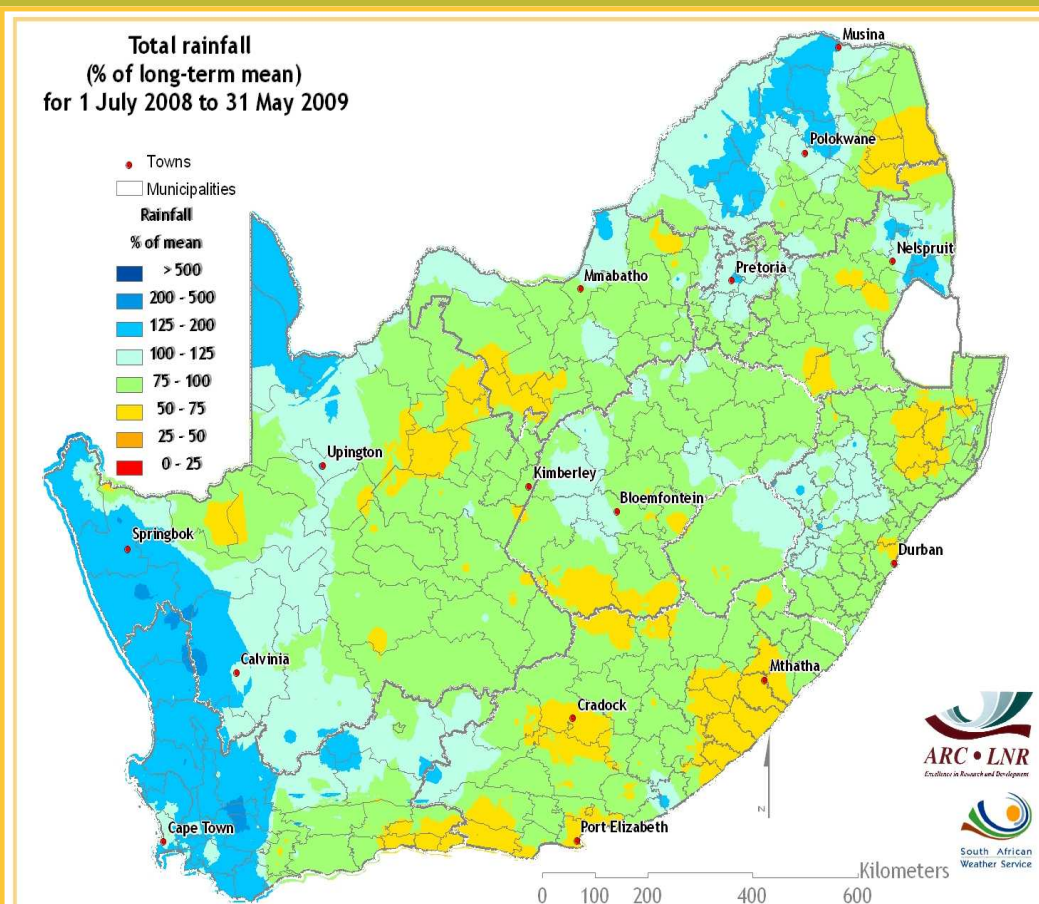 Total rainfall
(% of long-term mean)
for 1 July 2008 to 31 May 2009
Towns
Municipalities
Rainfall
% of mean
> 500
200 - 500
125 - 200
100 - 125
75 - 100
50 - 75
25 - 50
0 - 25
Musina
Polokwane
Nelspruit
Pretoria
Mmabatho
Upington
Kimberley
Bloemfontein
Springbok
Durban
Calvinia
Mthatha
Cradock
Cape Town
Port Elizabeth
ARC • LNR
Excellence in Research and Development
N
South African
Weather Service
Kilometers
0 100 200 400 600